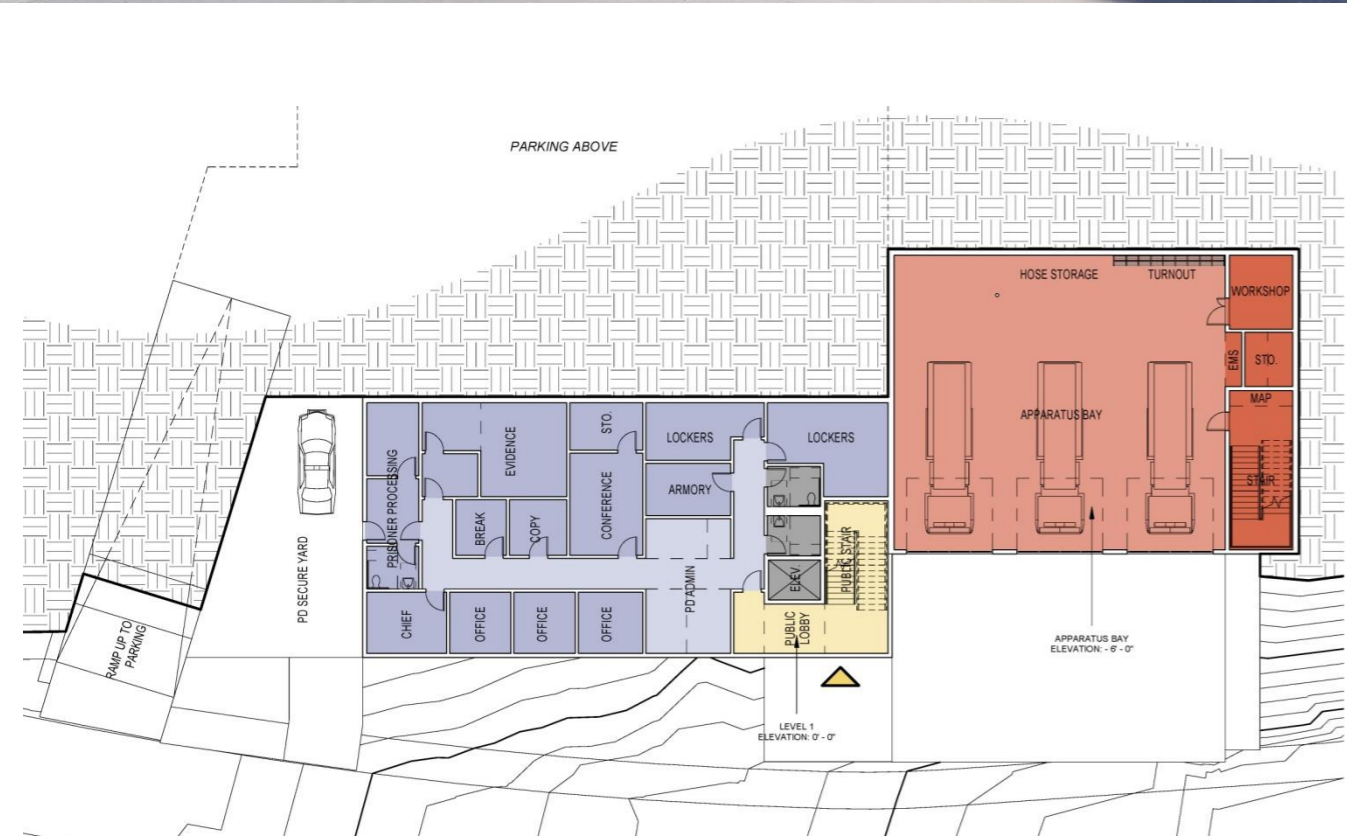 PARKING ABOVE
HOSE STORAGE
TURNOUT
WORKSHOP
EMS
STO.
MAP
APPARATUS BAY
STAIR
PRISONER PROCESSING
EVIDENCE
STO.
LOCKERS
LOCKERS
ARMORY
BREAK
COPY
CONFERENCE
PD SECURE YARD
PD ADMIN
ELEV.
PUBLIC STAIR
CHIEF
OFFICE
OFFICE
OFFICE
PUBLIC
LOBBY
RAMP UP TO
PARKING
APPARATUS BAY
ELEVATION: - 6' - 0"
LEVEL 1
ELEVATION: 0' - 0"